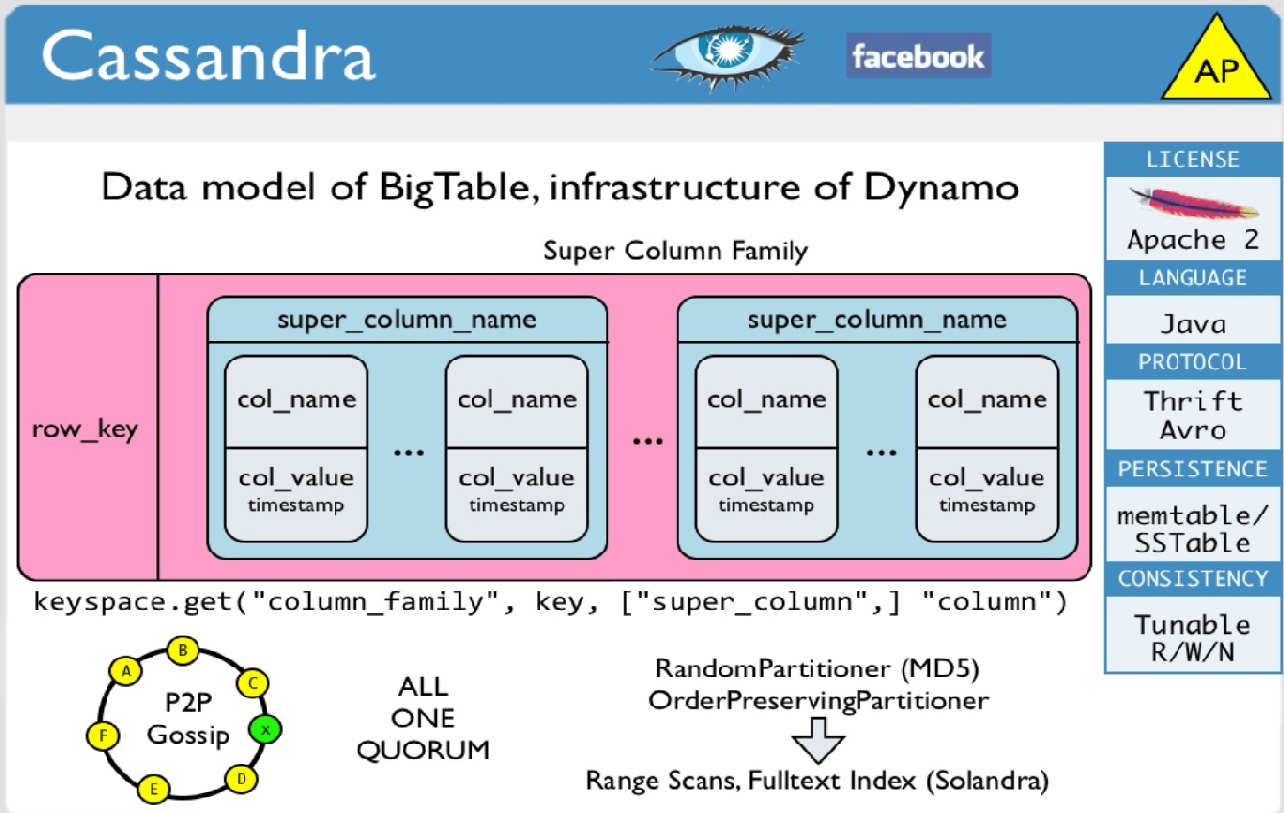 Cassandra
facebook
AP
Data model of BigTable, infrastructure of Dynamo
Super Column Family
row_key
super_column_name
col_name
col_value
timestamp
...
col_name
col_value
timestamp
...
super_column_name
col_name
col_value
timestamp
...
col_name
col_value
timestamp
keyspace.get("column_family", key, ["super_column",] "column")
A
B
C
X
D
E
F
P2P
Gossip
ALL
ONE
QUORUM
RandomPartitioner (MD5)
OrderPreservingPartitioner
Range Scans, Fulltext Index (Solandra)
LICENSE
Apache 2
LANGUAGE
Java
PROTOCOL
Thrift
Avro
PERSISTENCE
memtable/
SSTable
CONSISTENCY
Tunable
R/W/N